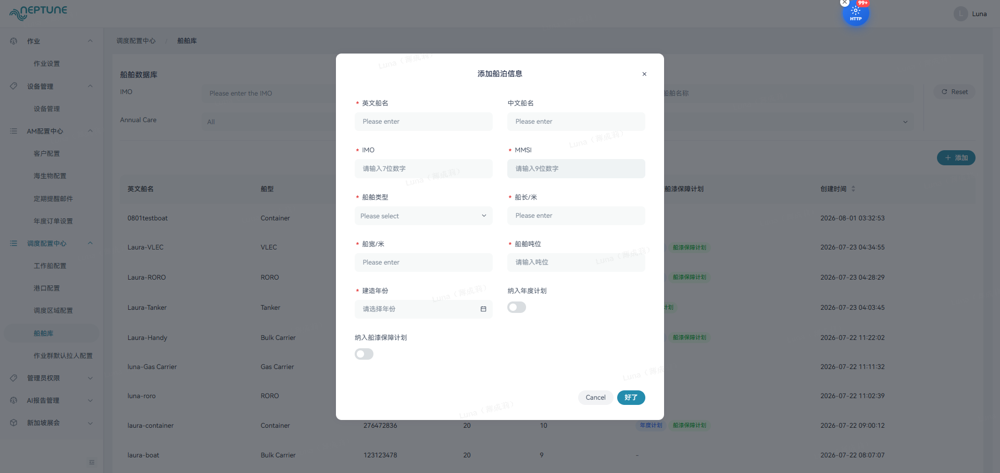 NEPTUNE
99+
HTTP
L
Luna
作业
作业设置
设备管理
设备管理
AM配置中心
客户配置
海生物配置
定期提醒邮件
年度订单设置
调度配置中心
工作船配置
港口配置
调度区域配置
船舶库
作业群默认拉人配置
管理员权限
AI报告管理
新加坡展会
调度配置中心 / 船舶库
船舶数据库
IMO
Please enter the IMO
船舶名称
Reset
Annual Care
All
添加
英文船名 船型 船漆保障计划 创建时间
0801testboat Container 2026-08-01 03:32:53
Laura-VLEC VLEC 船漆保障计划 2026-07-23 04:34:55
Laura-RORO RORO 船漆保障计划 2026-07-23 04:28:29
Laura-Tanker Tanker 计划 2026-07-23 04:03:45
Laura-Handy Bulk Carrier 船漆保障计划 2026-07-22 11:22:02
luna-Gas Carrier Gas Carrier 2026-07-22 11:11:32
luna-roro RORO 2026-07-22 11:02:39
laura-container Container 276472836 20 10 年度计划 船漆保障计划 2026-07-22 09:00:12
laura-boat Bulk Carrier 123123478 20 9 - 2026-07-22 08:07:07
添加船泊信息
* 英文船名 中文船名
Please enter Please enter
* IMO * MMSI
请输入7位数字 请输入9位数字
* 船舶类型 * 船长/米
Please select Please enter
* 船宽/米 * 船舶吨位
Please enter 请输入吨位
* 建造年份 纳入年度计划
请选择年份
纳入船漆保障计划
Cancel 好了